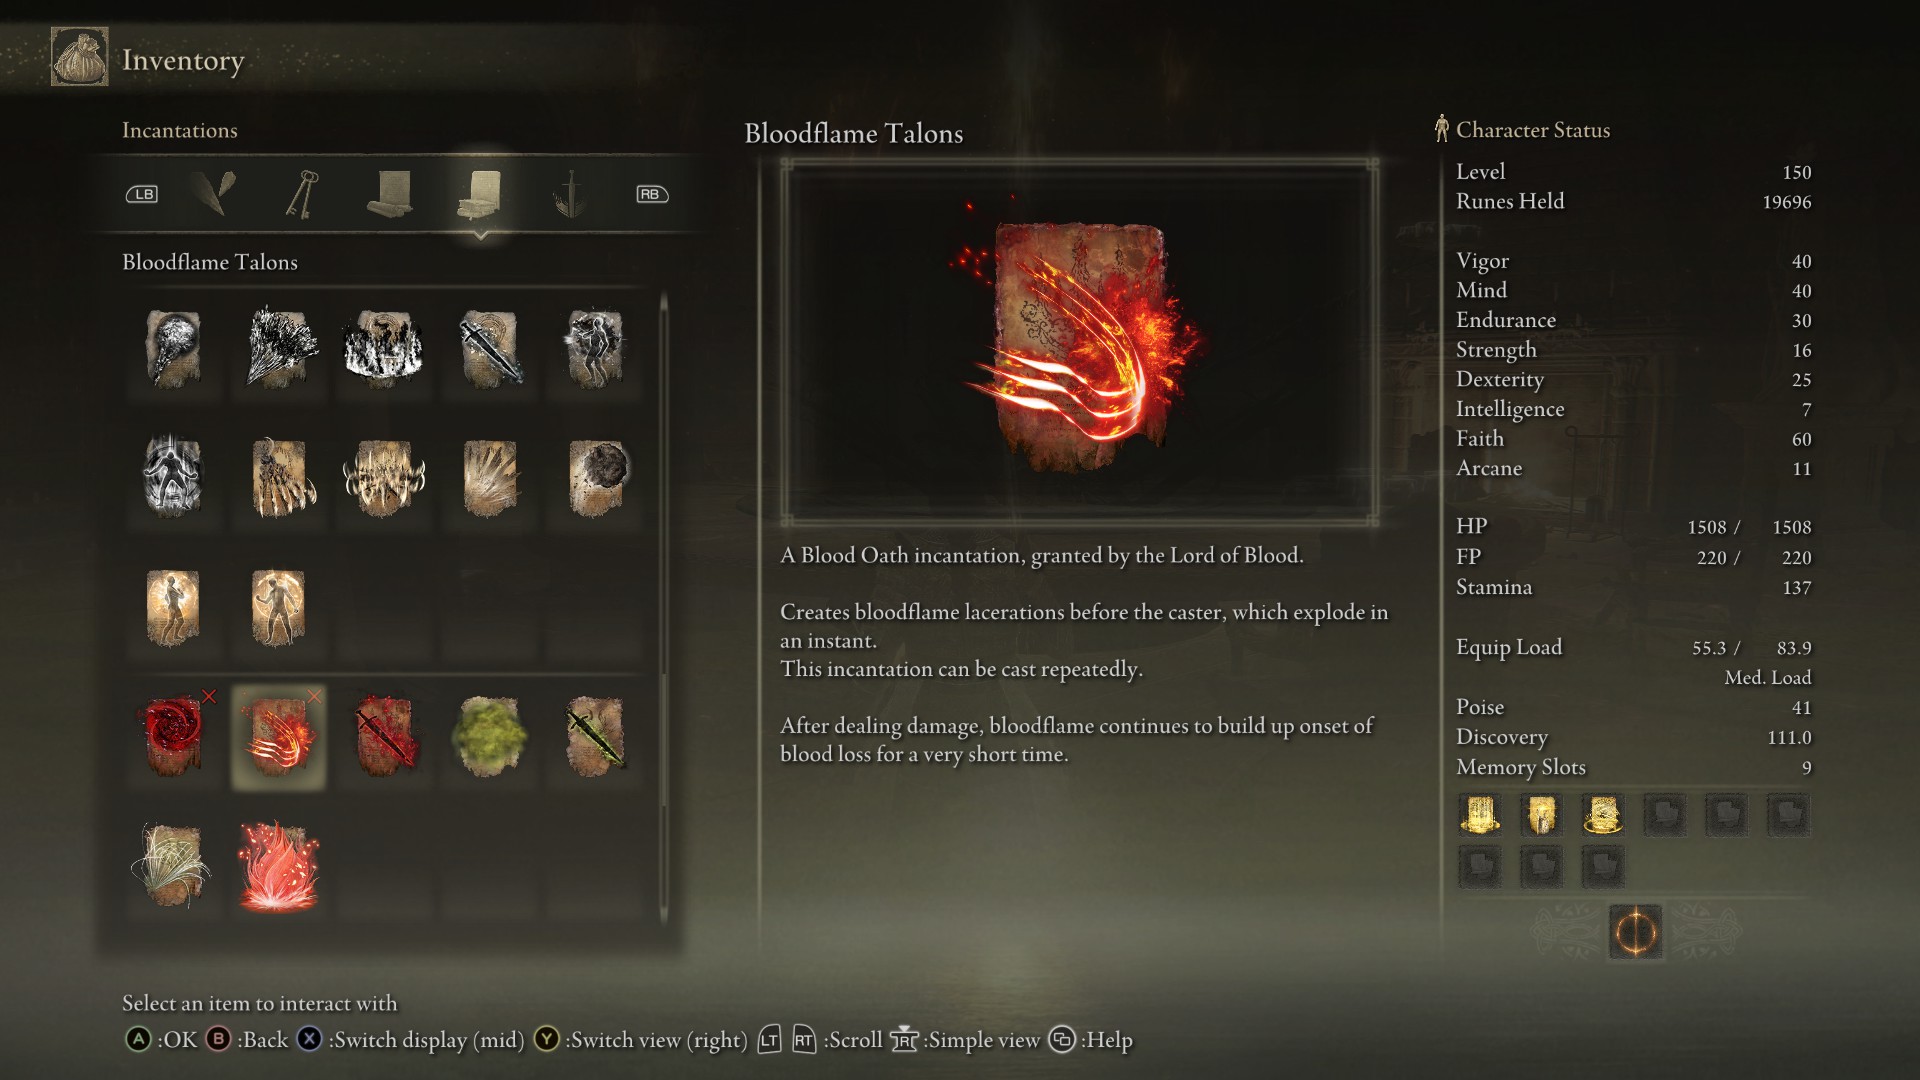 Inventory
Incantations
LB
RB
Bloodflame Talons
Bloodflame Talons
A Blood Oath incantation, granted by the Lord of Blood.
Creates bloodflame lacerations before the caster, which explode in
an instant.
This incantation can be cast repeatedly.
After dealing damage, bloodflame continues to build up onset of
blood loss for a very short time.
Character Status
Level 150
Runes Held 19696
Vigor 40
Mind 40
Endurance 30
Strength 16
Dexterity 25
Intelligence 7
Faith 60
Arcane 11
HP 1508 / 1508
FP 220 / 220
Stamina 137
Equip Load 55.3 / 83.9
Med. Load
Poise 41
Discovery 111.0
Memory Slots 9
Select an item to interact with
A :OK B :Back X :Switch display (mid) Y :Switch view (right) LT RT :Scroll R :Simple view :Help